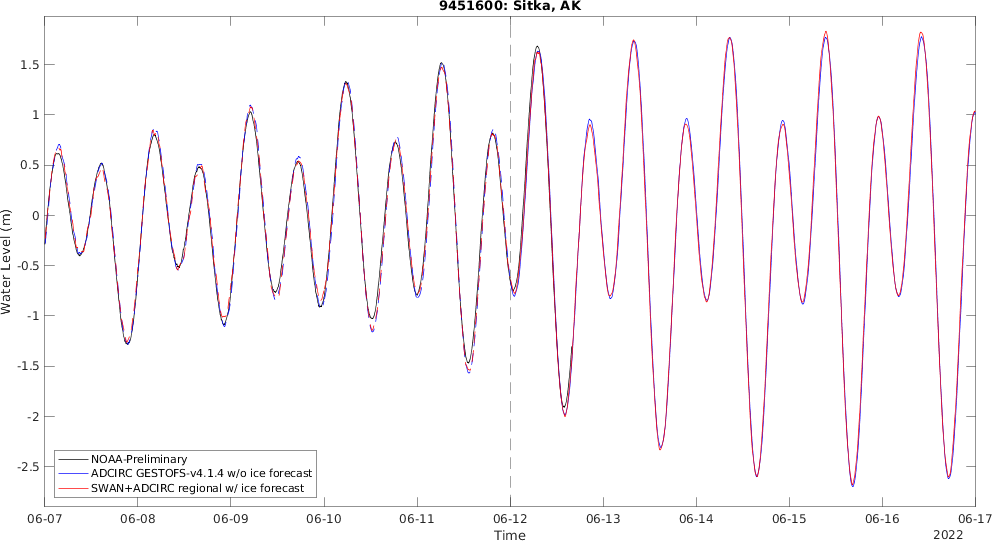 9451600: Sitka, AK
Water Level (m)
1.5
1
0.5
0
-0.5
-1
-1.5
-2
-2.5
NOAA-Preliminary
ADCIRC GESTOFS-v4.1.4 w/o ice forecast
SWAN+ADCIRC regional w/ ice forecast
06-07 06-08 06-09 06-10 06-11 06-12 06-13 06-14 06-15 06-16 06-17
Time
2022